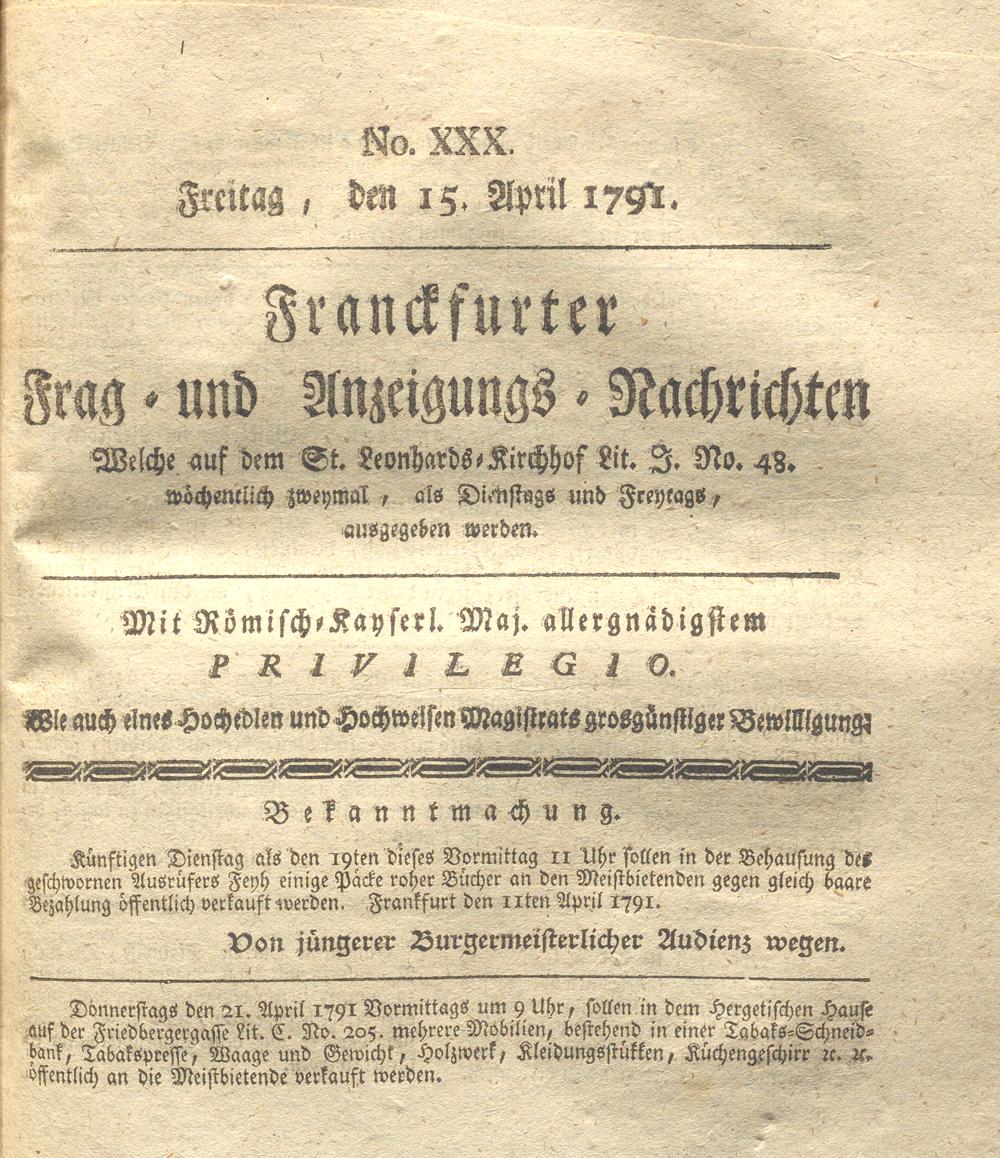 No. XXX.
Freitag, den 15. April 1791.
Franckfurter
Frag- und Anzeigungs-Nachrichten
Welche auf dem St. Leonhards-Kirchhof Lit. J. No. 48.
wöchentlich zweymal, als Dienstags und Freytags,
ausgegeben werden.
Mit Römisch-Kayserl. Maj. allergnädigstem
PRIVILEGIO.
Wie auch eines Hochedlen und Hochweisen Magistrats grosgünstiger Bewilligung:
Bekanntmachung.
Künftigen Dienstag als den 19ten dieses Vormittag 11 Uhr sollen in der Behausung des
geschwornen Ausrüfers Feyh einige Päcke roher Bücher an den Meistbietenden gegen gleich baare
Bezahlung öffentlich verkauft werden. Frankfurt den 11ten April 1791.
Von jüngerer Burgermeisterlicher Audienz wegen.
Donnerstags den 21. April 1791 Vormittags um 9 Uhr, sollen in dem Hergetischen Hause
auf der Friedbergergasse Lit. C. No. 205. mehrere Mobilien, bestehend in einer Tabaks-Schneid-
bank, Tabakspresse, Waage und Gewicht, Holzwerk, Kleidungsstükken, Küchengeschirr ꝛc. ꝛc.
öffentlich an die Meistbietende verkauft werden.